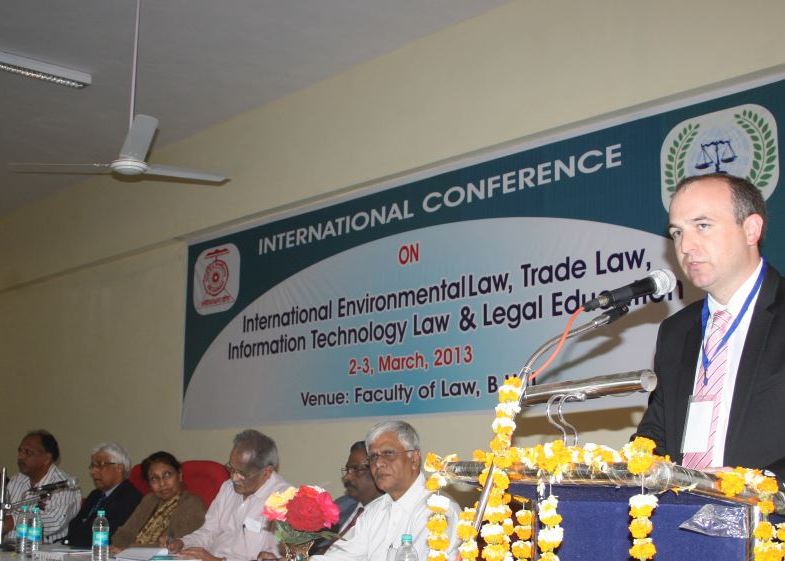 INTERNATIONAL CONFERENCE
ON
International Environmental Law, Trade Law,
Information Technology Law & Legal Education
2-3, March, 2013
Venue: Faculty of Law,